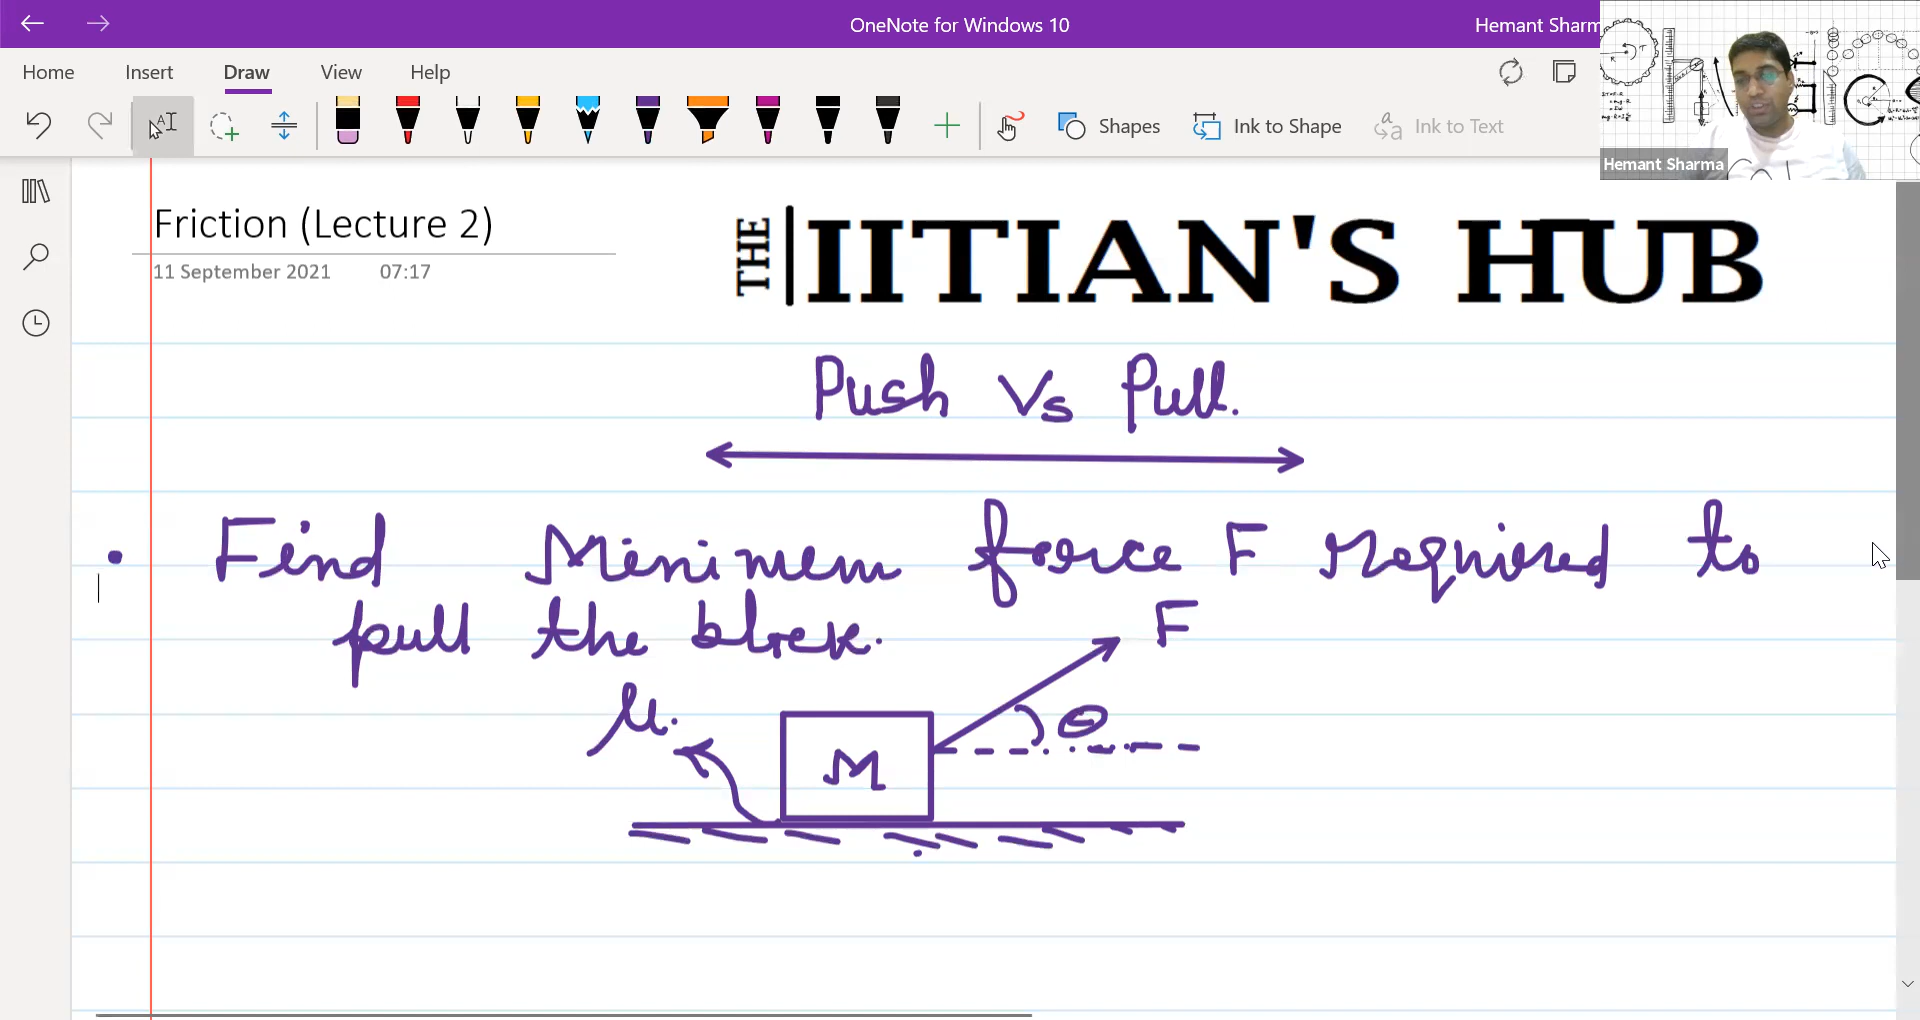 OneNote for Windows 10
Hemant Sharm
Home Insert Draw View Help
Shapes Ink to Shape Ink to Text
Hemant Sharma
Friction (Lecture 2)
11 September 2021 07:17
THE IITIAN'S HUB
Push Vs Pull.
• Find Minimum force F Required to
pull the block.
F
μ.
θ
M